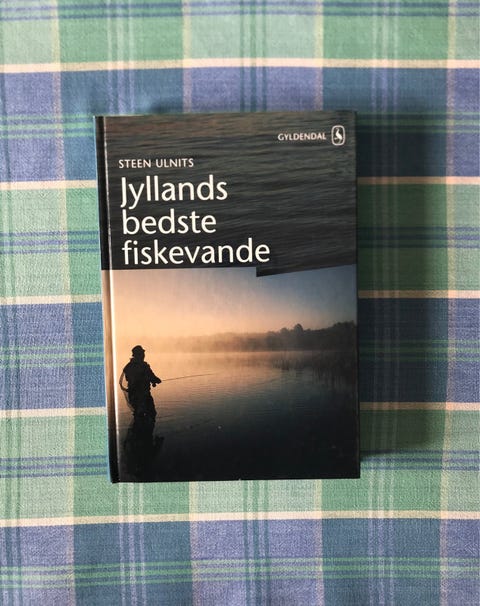 GYLDENDAL
STEEN ULNITS
Jyllands
bedste
fiskevande